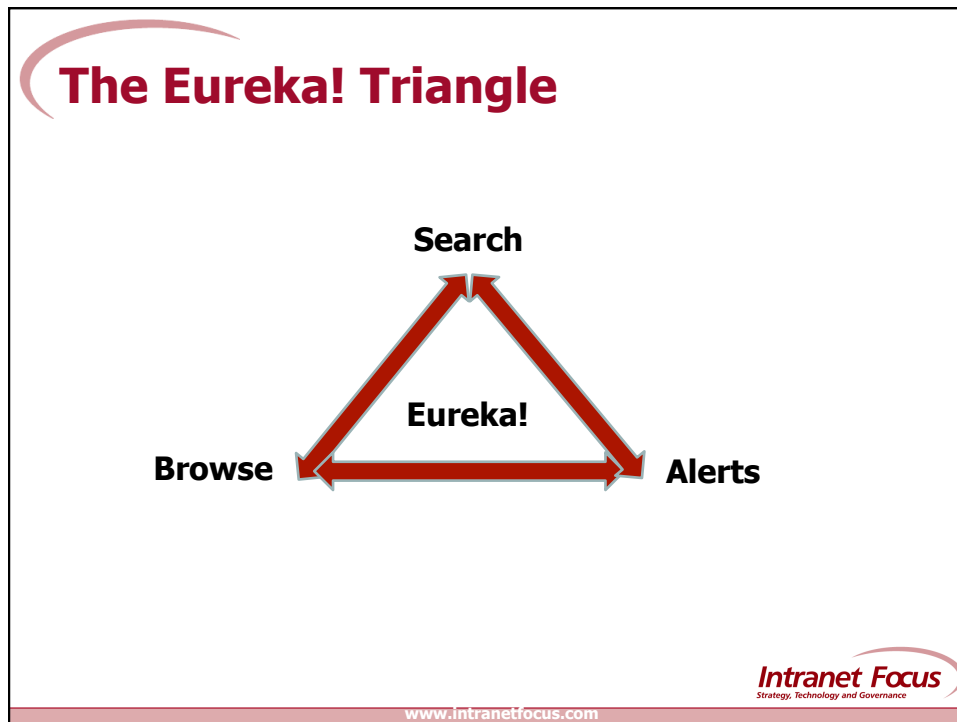 The Eureka! Triangle
Search
Eureka!
Browse
Alerts
Intranet Focus
Strategy, Technology and Governance
www.intranetfocus.com